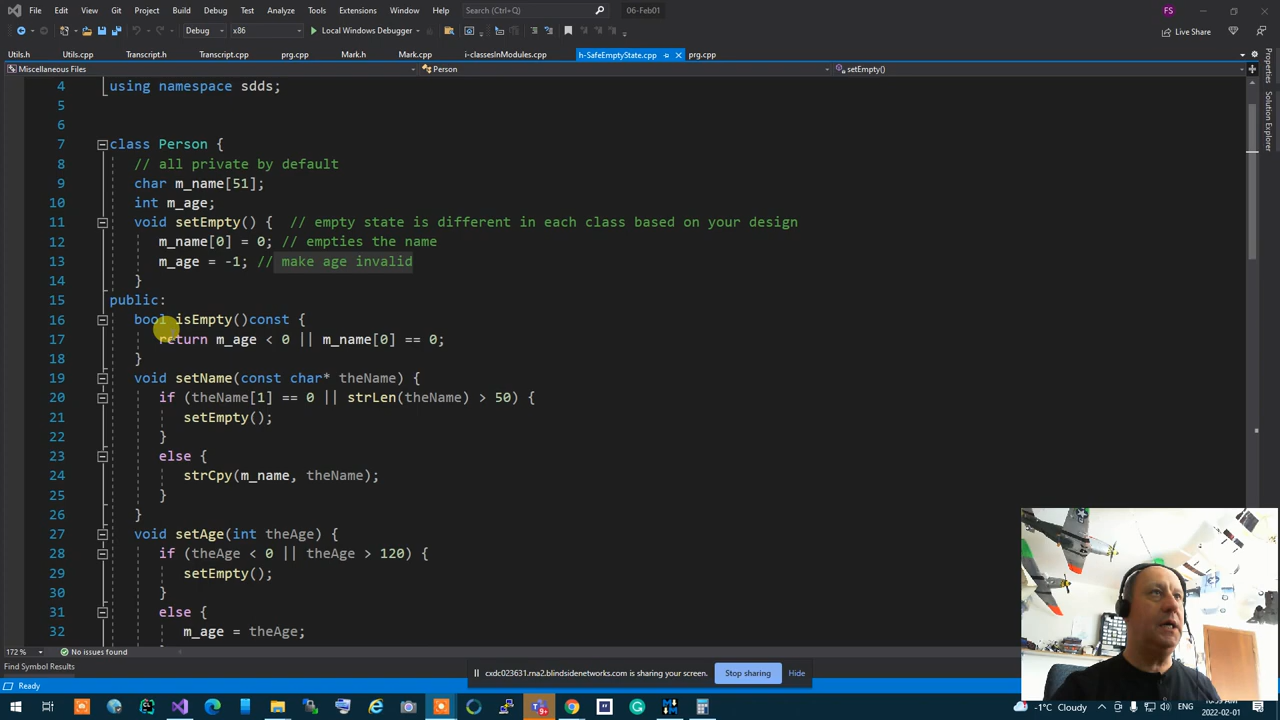 File Edit View Git Project Build Debug Test Analyze Tools Extensions Window Help Search (Ctrl+Q) 06-Feb01 FS
Debug x86 Local Windows Debugger Live Share
Utils.h Utils.cpp Transcript.h Transcript.cpp prg.cpp Mark.h Mark.cpp i-classesInModules.cpp h-SafeEmptyState.cpp prg.cpp
Miscellaneous Files Person setEmpty()
Properties
Solution Explorer
4 using namespace sdds;
5
6
7 class Person {
8 // all private by default
9 char m_name[51];
10 int m_age;
11 void setEmpty() { // empty state is different in each class based on your design
12 m_name[0] = 0; // empties the name
13 m_age = -1; // make age invalid
14 }
15 public:
16 bool isEmpty()const {
17 return m_age < 0 || m_name[0] == 0;
18 }
19 void setName(const char* theName) {
20 if (theName[1] == 0 || strLen(theName) > 50) {
21 setEmpty();
22 }
23 else {
24 strCpy(m_name, theName);
25 }
26 }
27 void setAge(int theAge) {
28 if (theAge < 0 || theAge > 120) {
29 setEmpty();
30 }
31 else {
32 m_age = theAge;
172 % No issues found
Find Symbol Results
cxdc023631.rna2.blindsidenetworks.com is sharing your screen. Stop sharing Hide
Ready
-1°C Cloudy ENG
2022-02-01